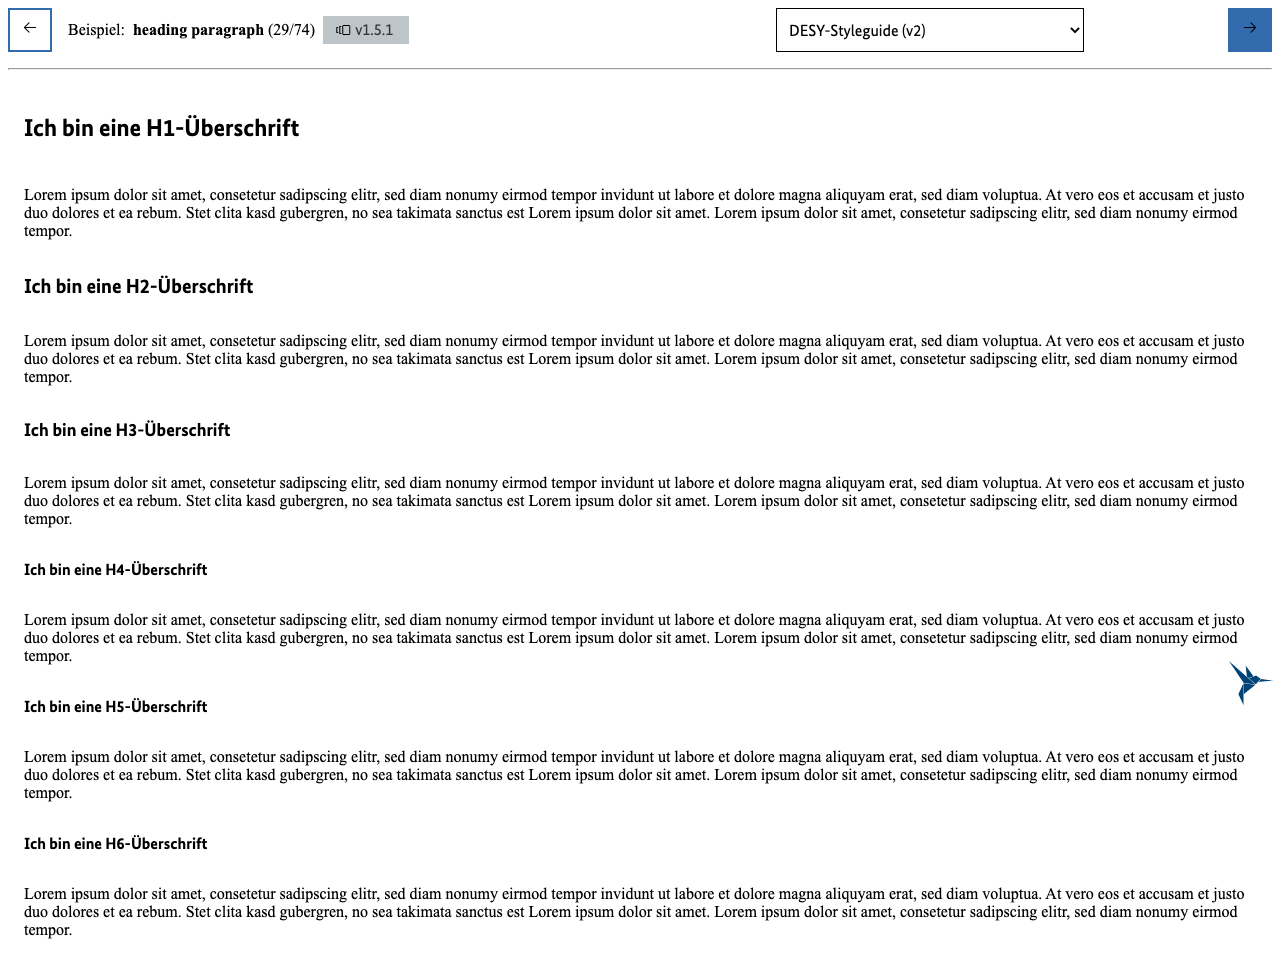 Beispiel: heading paragraph (29/74) v1.5.1 DESY-Styleguide (v2)
Ich bin eine H1-Überschrift
Lorem ipsum dolor sit amet, consetetur sadipscing elitr, sed diam nonumy eirmod tempor invidunt ut labore et dolore magna aliquyam erat, sed diam voluptua. At vero eos et accusam et justo
duo dolores et ea rebum. Stet clita kasd gubergren, no sea takimata sanctus est Lorem ipsum dolor sit amet. Lorem ipsum dolor sit amet, consetetur sadipscing elitr, sed diam nonumy eirmod
tempor.
Ich bin eine H2-Überschrift
Lorem ipsum dolor sit amet, consetetur sadipscing elitr, sed diam nonumy eirmod tempor invidunt ut labore et dolore magna aliquyam erat, sed diam voluptua. At vero eos et accusam et justo
duo dolores et ea rebum. Stet clita kasd gubergren, no sea takimata sanctus est Lorem ipsum dolor sit amet. Lorem ipsum dolor sit amet, consetetur sadipscing elitr, sed diam nonumy eirmod
tempor.
Ich bin eine H3-Überschrift
Lorem ipsum dolor sit amet, consetetur sadipscing elitr, sed diam nonumy eirmod tempor invidunt ut labore et dolore magna aliquyam erat, sed diam voluptua. At vero eos et accusam et justo
duo dolores et ea rebum. Stet clita kasd gubergren, no sea takimata sanctus est Lorem ipsum dolor sit amet. Lorem ipsum dolor sit amet, consetetur sadipscing elitr, sed diam nonumy eirmod
tempor.
Ich bin eine H4-Überschrift
Lorem ipsum dolor sit amet, consetetur sadipscing elitr, sed diam nonumy eirmod tempor invidunt ut labore et dolore magna aliquyam erat, sed diam voluptua. At vero eos et accusam et justo
duo dolores et ea rebum. Stet clita kasd gubergren, no sea takimata sanctus est Lorem ipsum dolor sit amet. Lorem ipsum dolor sit amet, consetetur sadipscing elitr, sed diam nonumy eirmod
tempor.
Ich bin eine H5-Überschrift
Lorem ipsum dolor sit amet, consetetur sadipscing elitr, sed diam nonumy eirmod tempor invidunt ut labore et dolore magna aliquyam erat, sed diam voluptua. At vero eos et accusam et justo
duo dolores et ea rebum. Stet clita kasd gubergren, no sea takimata sanctus est Lorem ipsum dolor sit amet. Lorem ipsum dolor sit amet, consetetur sadipscing elitr, sed diam nonumy eirmod
tempor.
Ich bin eine H6-Überschrift
Lorem ipsum dolor sit amet, consetetur sadipscing elitr, sed diam nonumy eirmod tempor invidunt ut labore et dolore magna aliquyam erat, sed diam voluptua. At vero eos et accusam et justo
duo dolores et ea rebum. Stet clita kasd gubergren, no sea takimata sanctus est Lorem ipsum dolor sit amet. Lorem ipsum dolor sit amet, consetetur sadipscing elitr, sed diam nonumy eirmod
tempor.